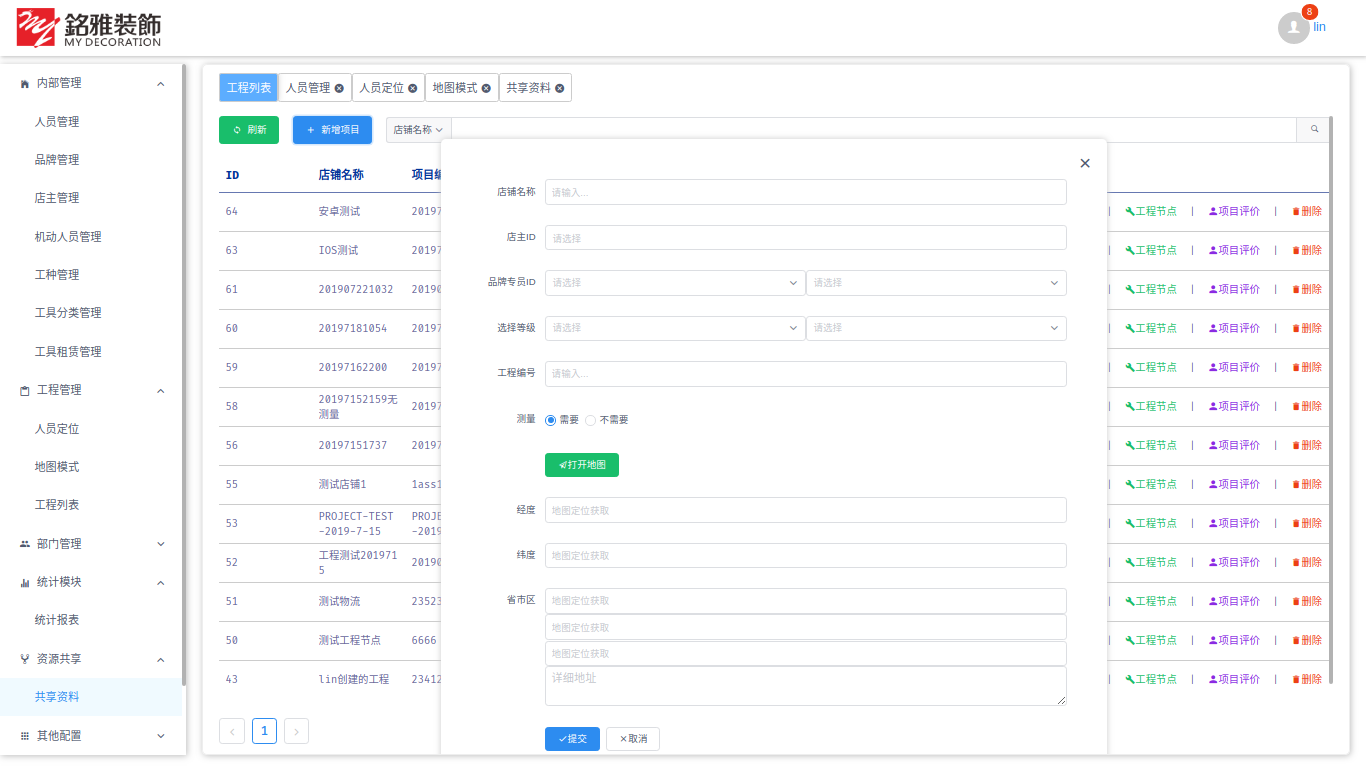 銘雅装飾
MY DECORATION
8
lin
内部管理
人员管理
品牌管理
店主管理
机动人员管理
工种管理
工具分类管理
工具租赁管理
工程管理
人员定位
地图模式
工程列表
部门管理
统计模块
统计报表
资源共享
共享资料
其他配置
工程列表 人员管理 人员定位 地图模式 共享资料
刷新 新增项目 店铺名称
ID 店铺名称 项目编
64 安卓测试 20197 | 工程节点 | 项目评价 | 删除
63 IOS测试 20197 | 工程节点 | 项目评价 | 删除
61 201907221032 20190 | 工程节点 | 项目评价 | 删除
60 20197181054 20197 | 工程节点 | 项目评价 | 删除
59 20197162200 20197 | 工程节点 | 项目评价 | 删除
58 20197152159无
测量 20197 | 工程节点 | 项目评价 | 删除
56 20197151737 20197 | 工程节点 | 项目评价 | 删除
55 测试店铺1 1ass1 | 工程节点 | 项目评价 | 删除
53 PROJECT-TEST PROJE
-2019-7-15 -2019 | 工程节点 | 项目评价 | 删除
52 工程测试201971
5 20190 | 工程节点 | 项目评价 | 删除
51 测试物流 23523 | 工程节点 | 项目评价 | 删除
50 测试工程节点 6666 | 工程节点 | 项目评价 | 删除
43 lin创建的工程 23412 | 工程节点 | 项目评价 | 删除
1
店铺名称 请输入...
店主ID 请选择
品牌专员ID 请选择 请选择
选择等级 请选择 请选择
工程编号 请输入...
测量 需要 不需要
打开地图
经度 地图定位获取
纬度 地图定位获取
省市区 地图定位获取
地图定位获取
地图定位获取
详细地址
提交 取消